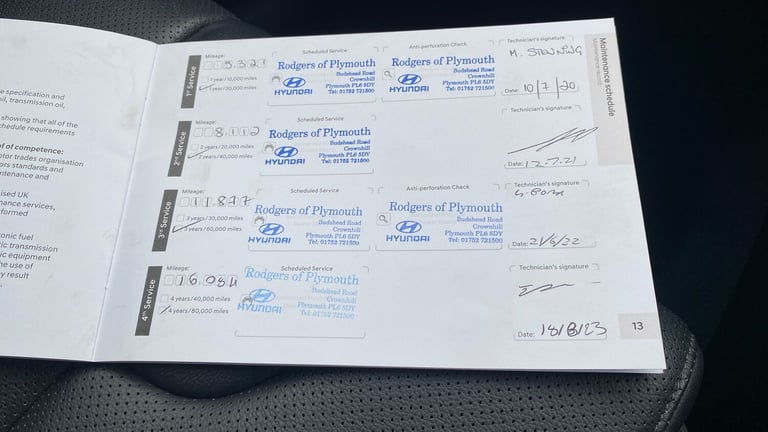 e specification and
il, transmission oil,
showing that all of the
chedule requirements
of of competence:
otor trades organisation
ors standards and
ntenance and
ised UK
nance services,
formed
onic fuel
ic transmission
c equipment
he use of
y result
Maintenance schedule
Maintenance record
1st Service
Mileage:
5,321
1 year/10,000 miles
1 year/20,000 miles
Scheduled Service
Rodgers of Plymouth
Budshead Road
Crownhill
Plymouth PL6 5DY
Tel: 01752 721500
HYUNDAI
Anti-perforation Check
Rodgers of Plymouth
Budshead Road
Crownhill
Plymouth PL6 5DY
Tel: 01752 721500
HYUNDAI
Technician's signature
M. STENNING
Date: 10/7/20
2nd Service
Mileage:
8,112
2 years/20,000 miles
2 years/40,000 miles
Rodgers of Plymouth
Budshead Road
Crownhill
Plymouth PL6 5DY
Tel: 01752 721500
HYUNDAI
Technician's signature
Date: 12.7.21
3rd Service
Mileage:
11,877
3 years/30,000 miles
3 years/60,000 miles
Scheduled Service
Rodgers of Plymouth
Budshead Road
Crownhill
Plymouth PL6 5DY
Tel: 01752 721500
HYUNDAI
Anti-perforation Check
Rodgers of Plymouth
Budshead Road
Crownhill
Plymouth PL6 5DY
Tel: 01752 721500
HYUNDAI
Technician's signature
Date: 21/6/22
4th Service
Mileage:
16,084
4 years/40,000 miles
4 years/80,000 miles
Scheduled Service
Rodgers of Plymouth
Budshead Road
Crownhill
Plymouth PL6 5DY
Tel: 01752 721500
HYUNDAI
Technician's signature
Date: 18/8/23
13